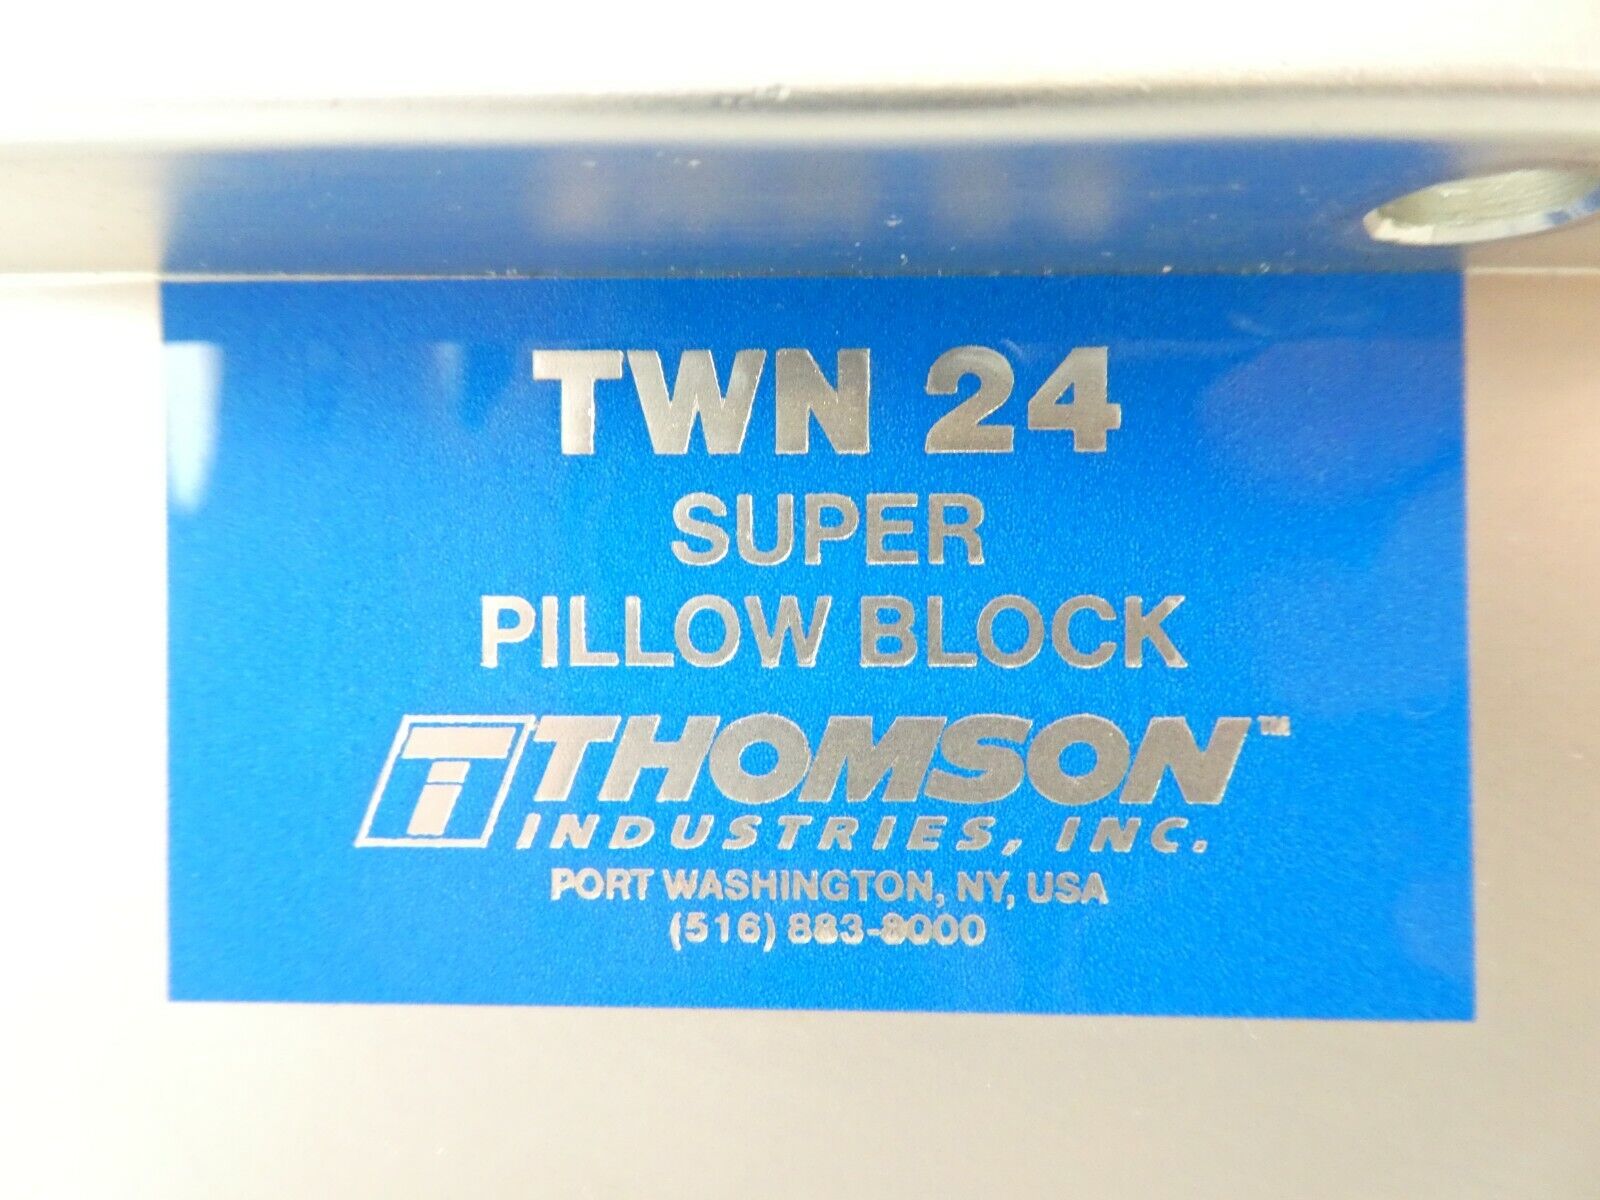 TWN 24
SUPER
PILLOW BLOCK
T THOMSON™
INDUSTRIES, INC.
PORT WASHINGTON, NY, USA
(516) 883-8000